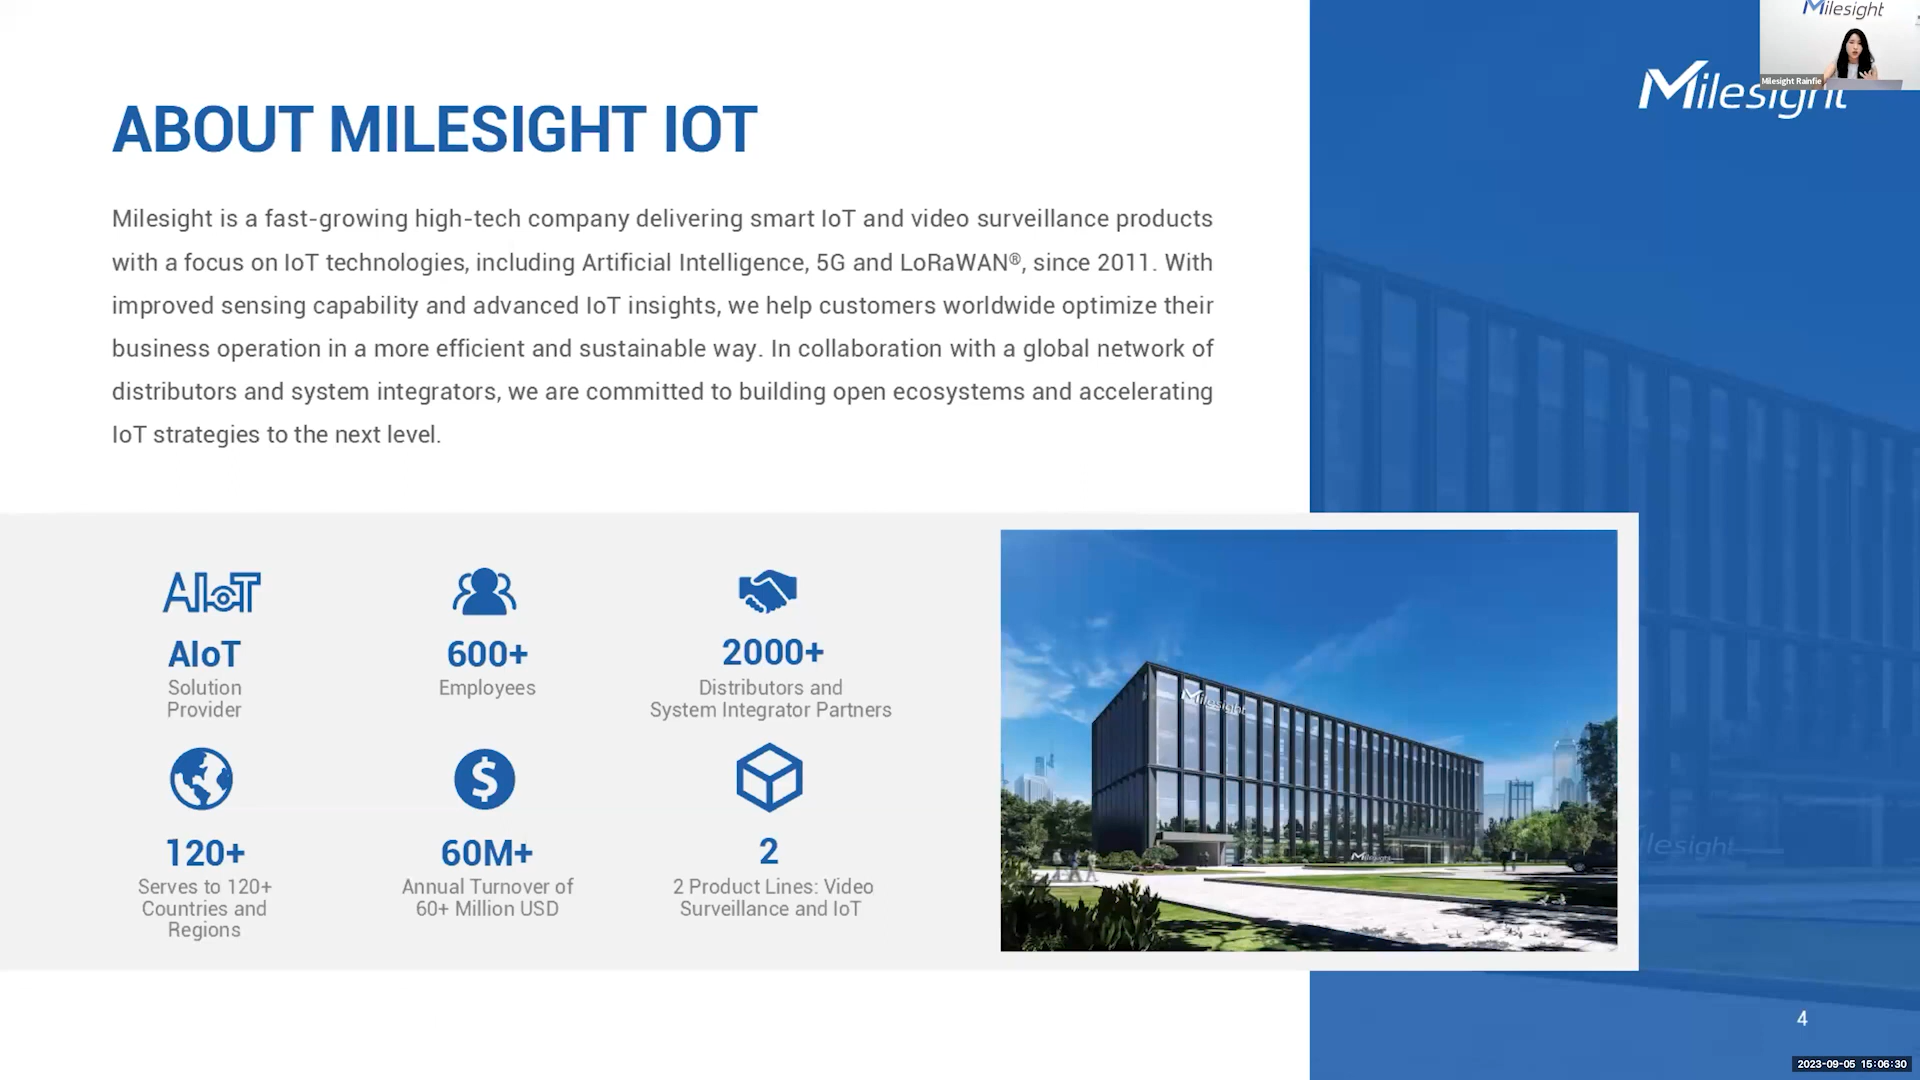 Milesight
Milesight Rainfie
Milesight
ABOUT MILESIGHT IOT
Milesight is a fast-growing high-tech company delivering smart IoT and video surveillance products
with a focus on IoT technologies, including Artificial Intelligence, 5G and LoRaWAN®, since 2011. With
improved sensing capability and advanced IoT insights, we help customers worldwide optimize their
business operation in a more efficient and sustainable way. In collaboration with a global network of
distributors and system integrators, we are committed to building open ecosystems and accelerating
IoT strategies to the next level.
AIoT
AIoT
Solution
Provider
600+
Employees
2000+
Distributors and
System Integrator Partners
120+
Serves to 120+
Countries and
Regions
$
60M+
Annual Turnover of
60+ Million USD
2
2 Product Lines: Video
Surveillance and IoT
Milesight
Milesight
ilesight
4
2023-09-05 15:06:30